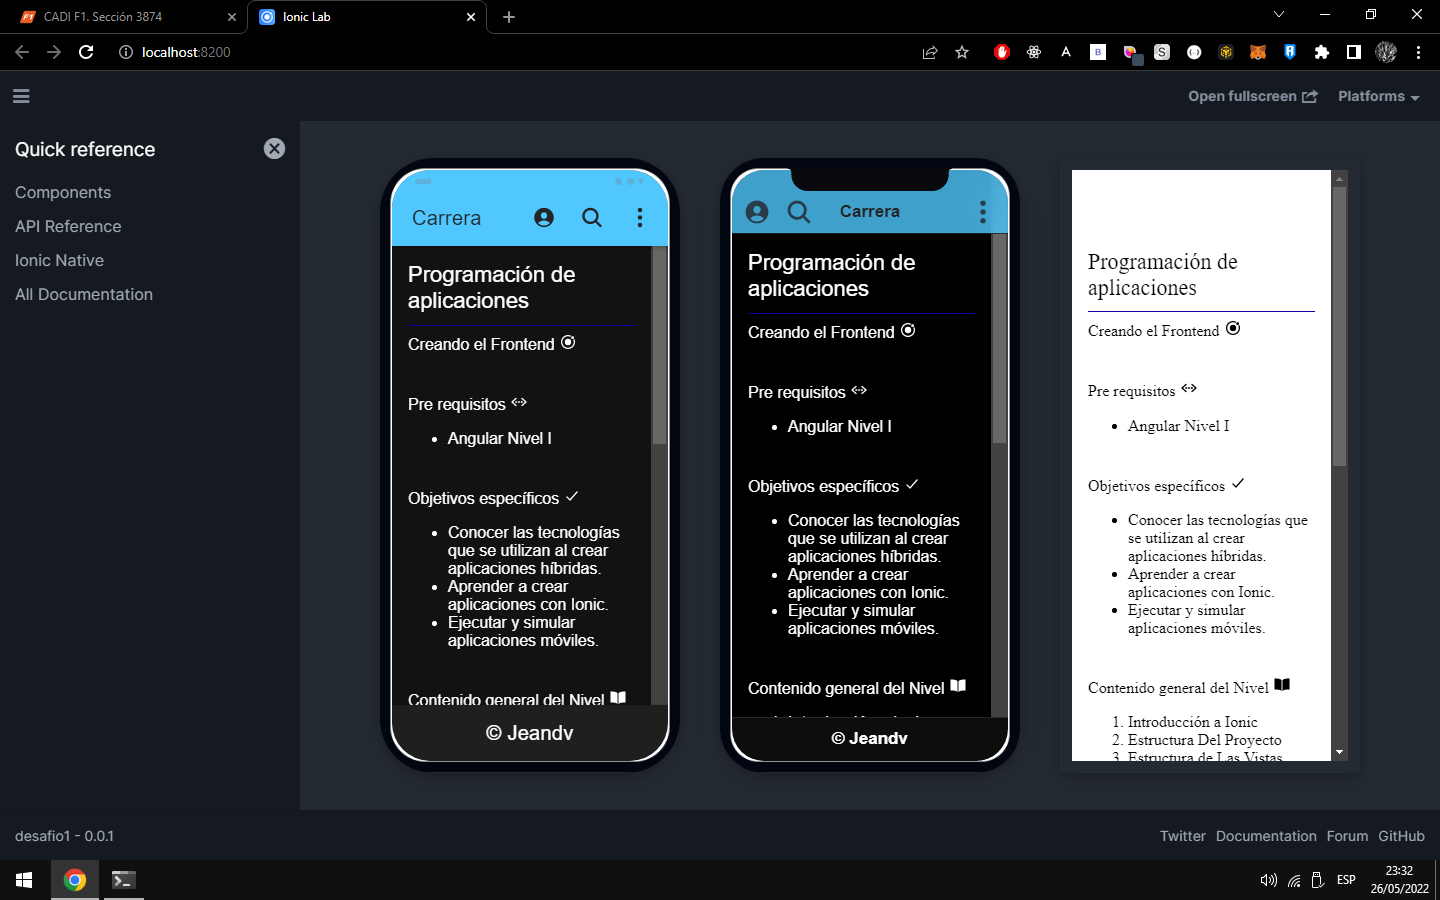 CADI F1. Sección 3874
Ionic Lab
localhost:8200
Open fullscreen
Platforms
Quick reference
Components
API Reference
Ionic Native
All Documentation
Carrera
Programación de
aplicaciones
Creando el Frontend
Pre requisitos
Angular Nivel I
Objetivos específicos
Conocer las tecnologías
que se utilizan al crear
aplicaciones híbridas.
Aprender a crear
aplicaciones con Ionic.
Ejecutar y simular
aplicaciones móviles.
Contenido general del Nivel
© Jeandv
Carrera
Programación de
aplicaciones
Creando el Frontend
Pre requisitos
Angular Nivel I
Objetivos específicos
Conocer las tecnologías
que se utilizan al crear
aplicaciones híbridas.
Aprender a crear
aplicaciones con Ionic.
Ejecutar y simular
aplicaciones móviles.
Contenido general del Nivel
© Jeandv
Programación de
aplicaciones
Creando el Frontend
Pre requisitos
Angular Nivel I
Objetivos específicos
Conocer las tecnologías que
se utilizan al crear
aplicaciones híbridas.
Aprender a crear
aplicaciones con Ionic.
Ejecutar y simular
aplicaciones móviles.
Contenido general del Nivel
1. Introducción a Ionic
2. Estructura Del Proyecto
3. Estructura de Las Vistas
desafio1 - 0.0.1
Twitter Documentation Forum GitHub
ESP
23:32
26/05/2022